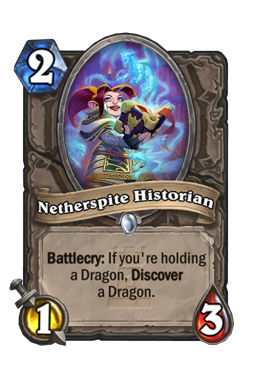 2
Netherspite Historian
Battlecry: If you're holding
a Dragon, Discover
a Dragon.
1
3